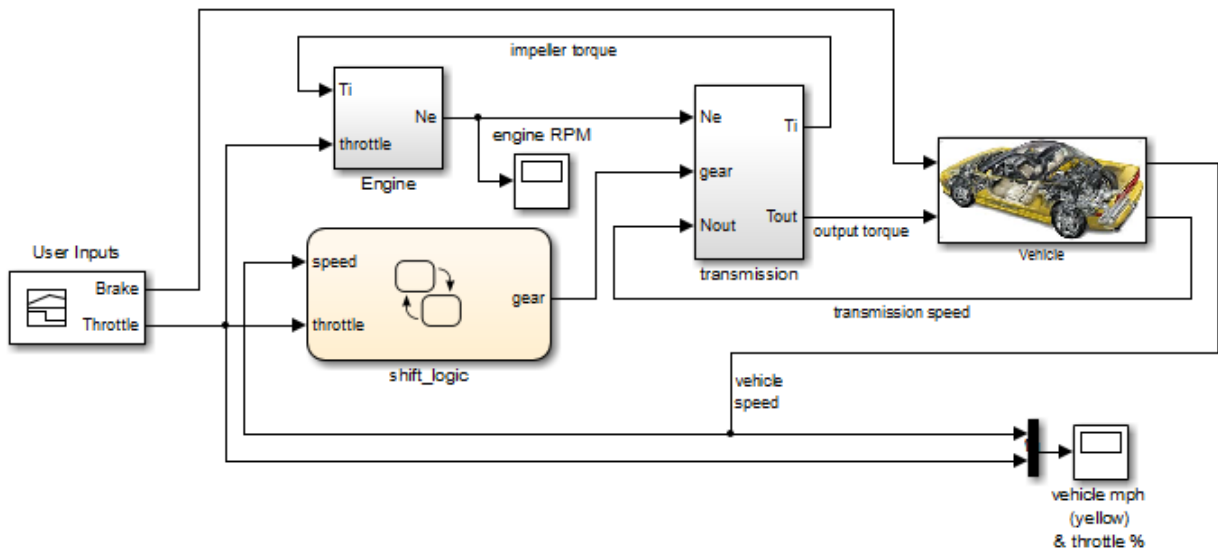 impeller torque
Ti
Ne
throttle
Engine
engine RPM
Ne
Ti
gear
Nout
Tout
transmission
output torque
Vehicle
transmission speed
User Inputs
Brake
Throttle
speed
gear
throttle
shift_logic
vehicle
speed
vehicle mph
(yellow)
& throttle %